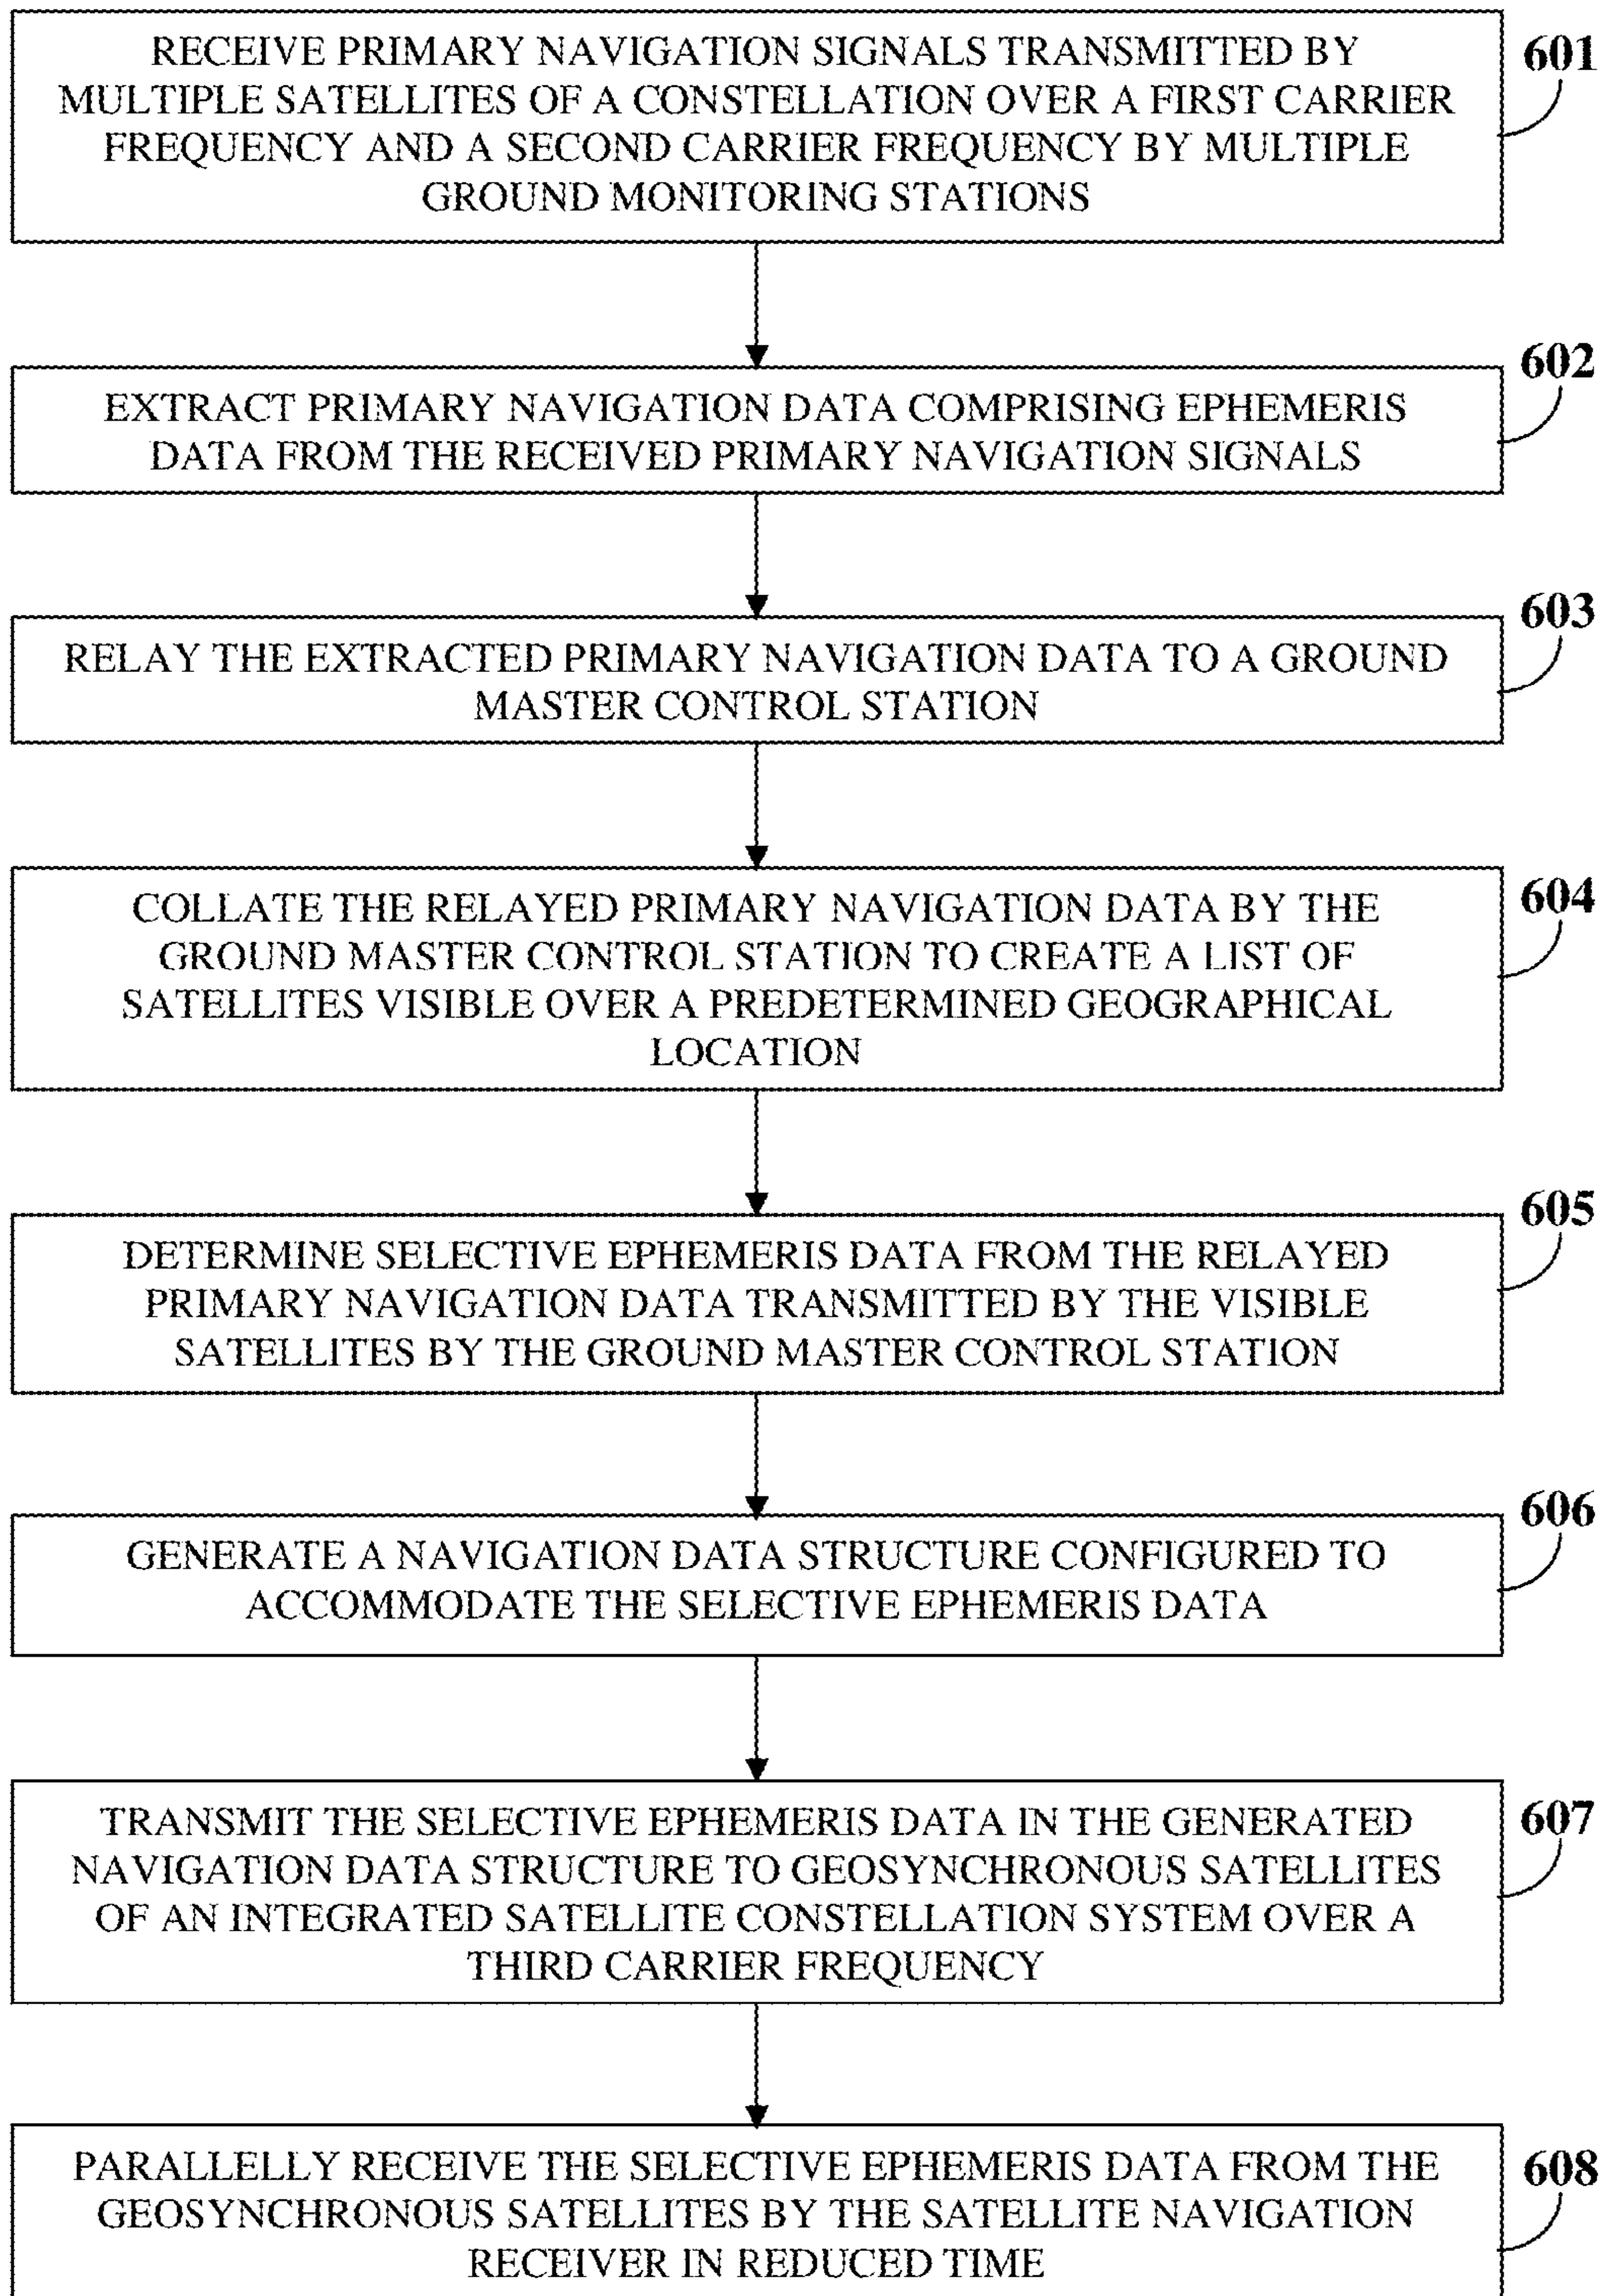 RECEIVE PRIMARY NAVIGATION SIGNALS TRANSMITTED BY
MULTIPLE SATELLITES OF A CONSTELLATION OVER A FIRST CARRIER
FREQUENCY AND A SECOND CARRIER FREQUENCY BY MULTIPLE
GROUND MONITORING STATIONS
601
EXTRACT PRIMARY NAVIGATION DATA COMPRISING EPHEMERIS
DATA FROM THE RECEIVED PRIMARY NAVIGATION SIGNALS
602
RELAY THE EXTRACTED PRIMARY NAVIGATION DATA TO A GROUND
MASTER CONTROL STATION
603
COLLATE THE RELAYED PRIMARY NAVIGATION DATA BY THE
GROUND MASTER CONTROL STATION TO CREATE A LIST OF
SATELLITES VISIBLE OVER A PREDETERMINED GEOGRAPHICAL
LOCATION
604
DETERMINE SELECTIVE EPHEMERIS DATA FROM THE RELAYED
PRIMARY NAVIGATION DATA TRANSMITTED BY THE VISIBLE
SATELLITES BY THE GROUND MASTER CONTROL STATION
605
GENERATE A NAVIGATION DATA STRUCTURE CONFIGURED TO
ACCOMMODATE THE SELECTIVE EPHEMERIS DATA
606
TRANSMIT THE SELECTIVE EPHEMERIS DATA IN THE GENERATED
NAVIGATION DATA STRUCTURE TO GEOSYNCHRONOUS SATELLITES
OF AN INTEGRATED SATELLITE CONSTELLATION SYSTEM OVER A
THIRD CARRIER FREQUENCY
607
PARALLELLY RECEIVE THE SELECTIVE EPHEMERIS DATA FROM THE
GEOSYNCHRONOUS SATELLITES BY THE SATELLITE NAVIGATION
RECEIVER IN REDUCED TIME
608